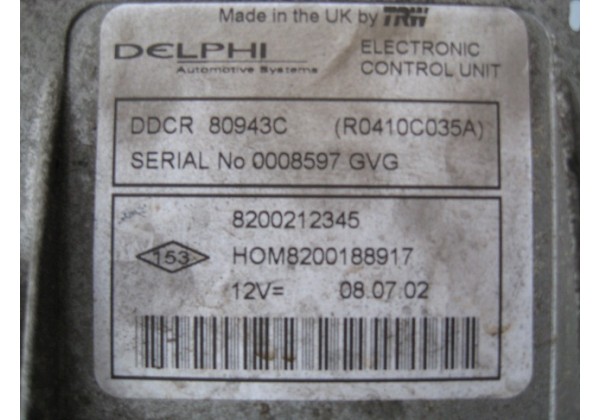 Made in the UK by TRW
DELPHI
Automotive Systems
ELECTRONIC
CONTROL UNIT
DDCR 80943C (R0410C035A)
SERIAL No 0008597 GVG
8200212345
153 HOM8200188917
12V= 08.07.02